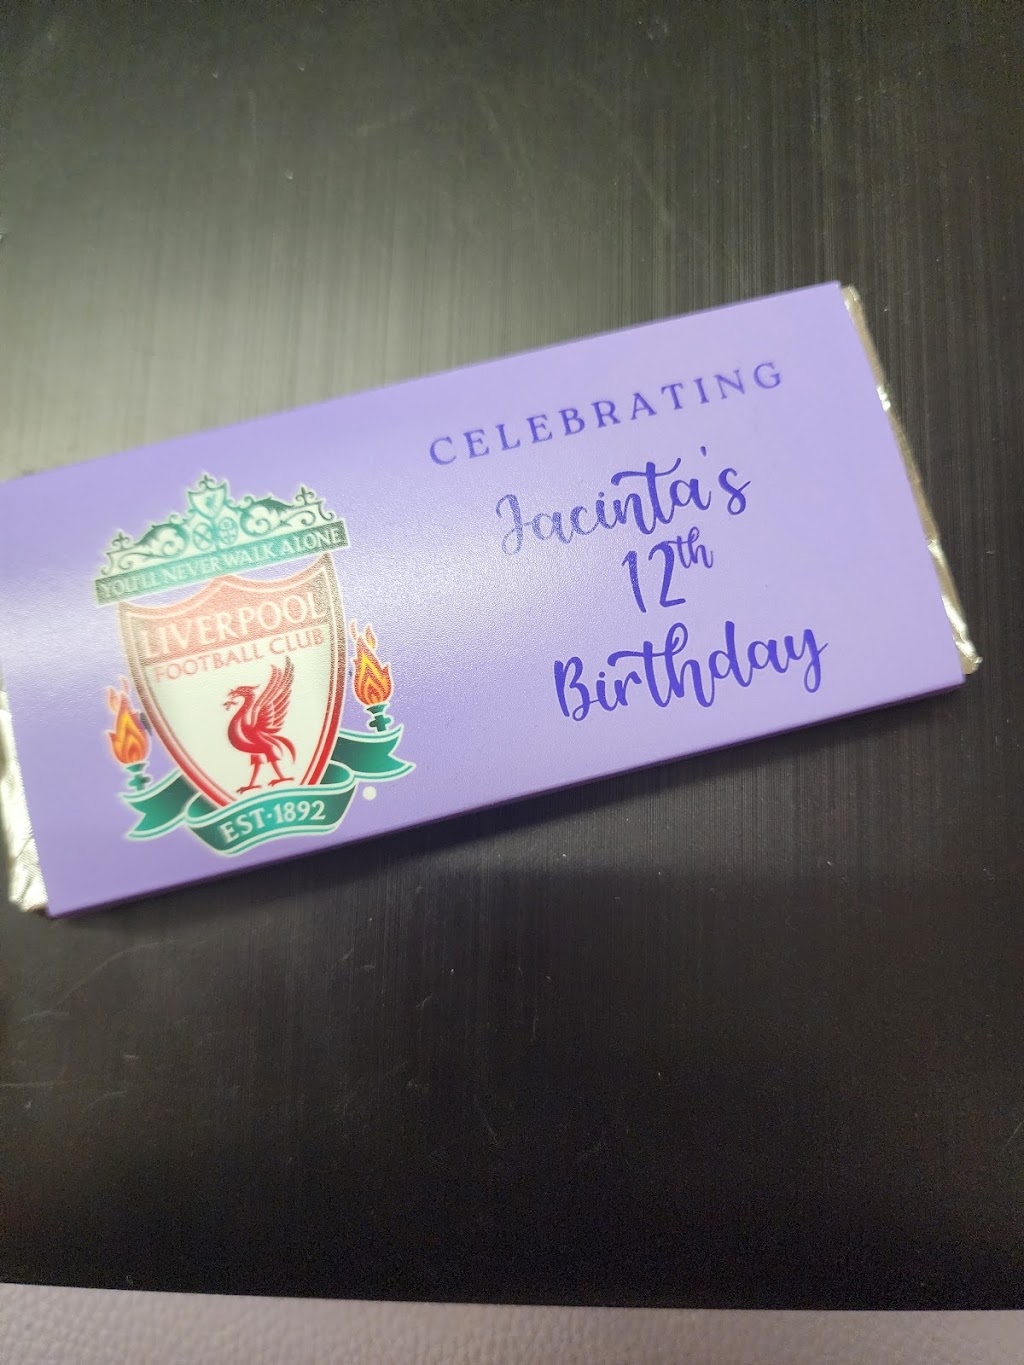 YOU'LL NEVER WALK ALONE
LIVERPOOL
FOOTBALL CLUB
EST·1892
CELEBRATING
Jacinta's
12th
Birthday